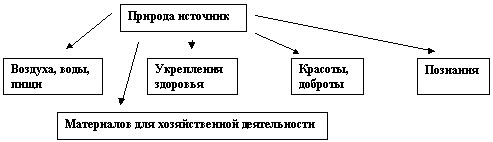 Природа источник
Воздуха, воды,
пищи
Укрепления
здоровья
Красоты,
доброты
Познания
Материалов для хозяйственной деятельности